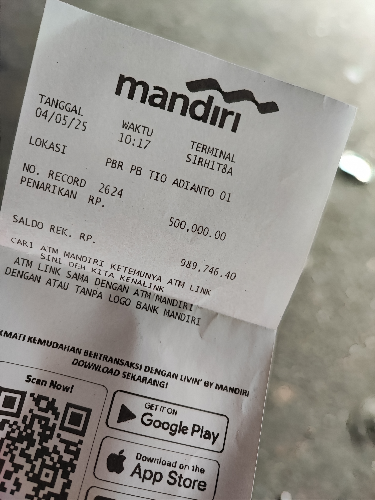 mandiri
TANGGAL WAKTU TERMINAL
04/05/25 10:17 S1RH1T8A
LOKASI PBR PB TIO ADIANTO 01
NO. RECORD 2624
PENARIKAN RP. 500,000.00
SALDO REK. RP. 989,746.40
CARI ATM MANDIRI KETEMUNYA ATM LINK
SINI DEH KITA KENALINK
ATM LINK SAMA DENGAN ATM MANDIRI
DENGAN ATAU TANPA LOGO BANK MANDIRI
KMATI KEMUDAHAN BERTRANSAKSI DENGAN LIVIN' BY MANDIRI
DOWNLOAD SEKARANG!
Scan Now!
GET IT ON
Google Play
Download on the
App Store